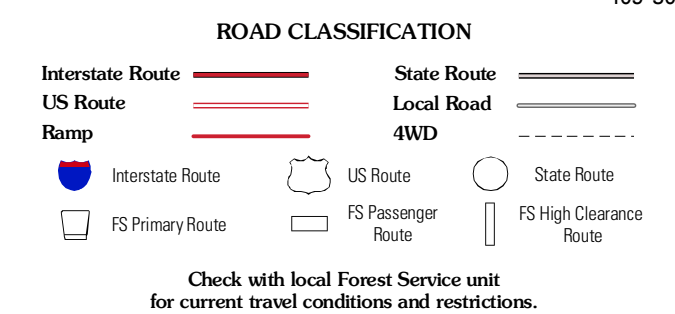 ROAD CLASSIFICATION
Interstate Route
State Route
US Route
Local Road
Ramp
4WD
Interstate Route
US Route
State Route
FS Primary Route
FS Passenger
Route
FS High Clearance
Route
Check with local Forest Service unit
for current travel conditions and restrictions.